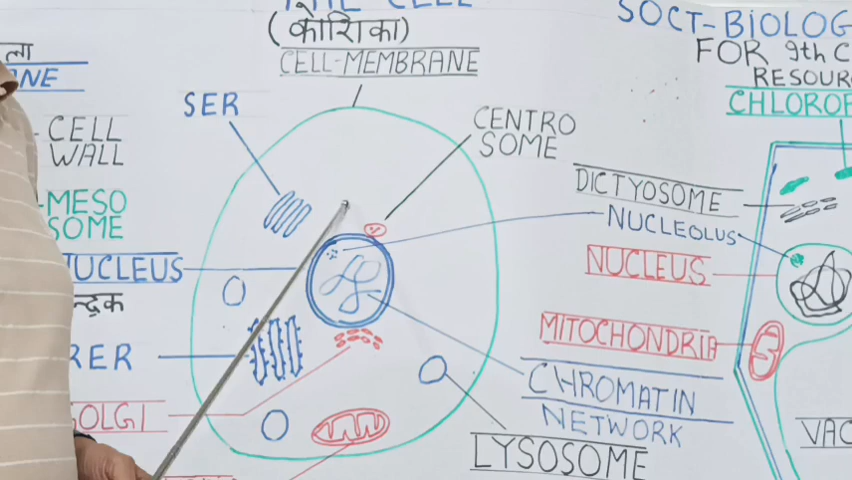 THE CELL
(कोशिका)
CELL-MEMBRANE
SOCT-BIOLOG
FOR 9th C
RESOUR
CHLOROP
SER
CENTRO
SOME
CELL
WALL
MESO
SOME
DICTYOSOME
NUCLEOLUS
NUCLEUS
NUCLEUS
RER
MITOCHONDRIA
CHROMATIN
NETWORK
GOLGI
LYSOSOME
VAC